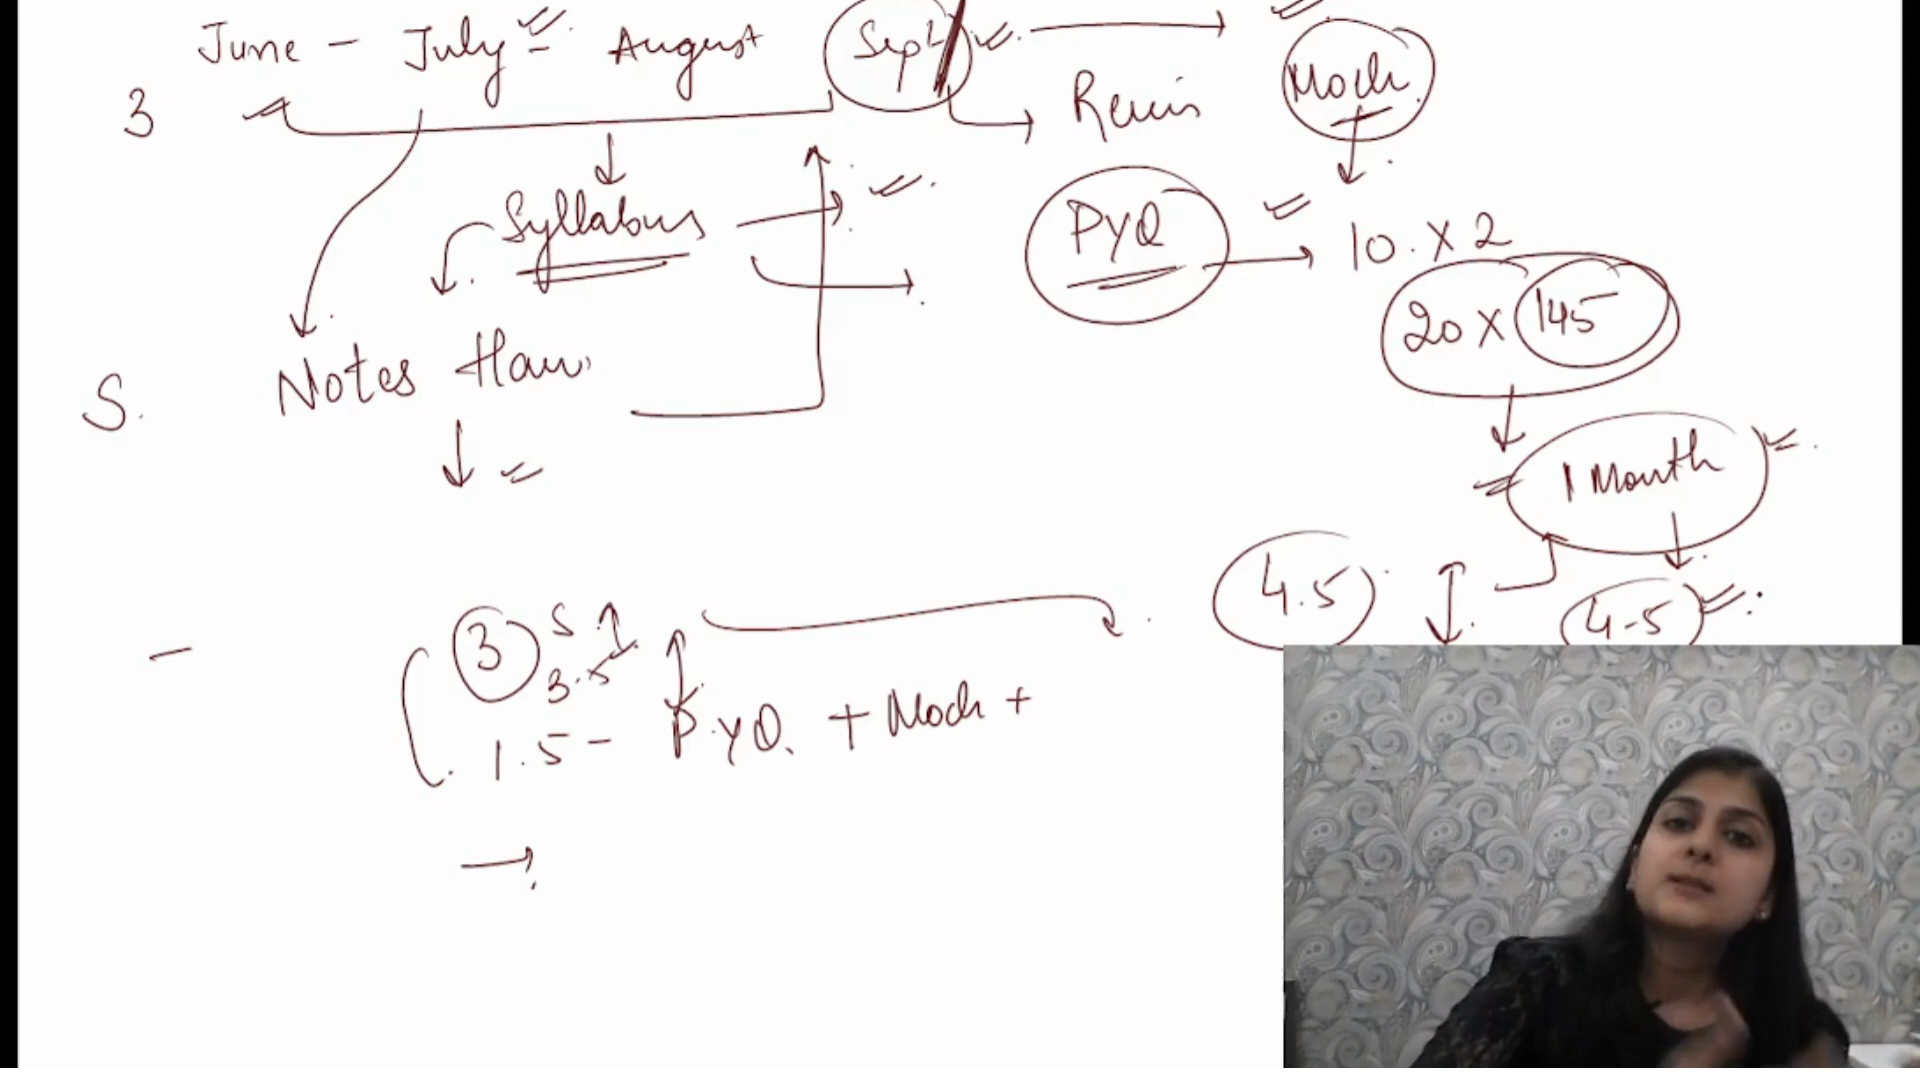 June - July August Sept
3 Revis Mock
Syllabus PYQ 10 x 2
20 x 145
S. Notes
1 Month
4.5 4-5
- 3 S
3.5
1.5 - PYQ + Mock +